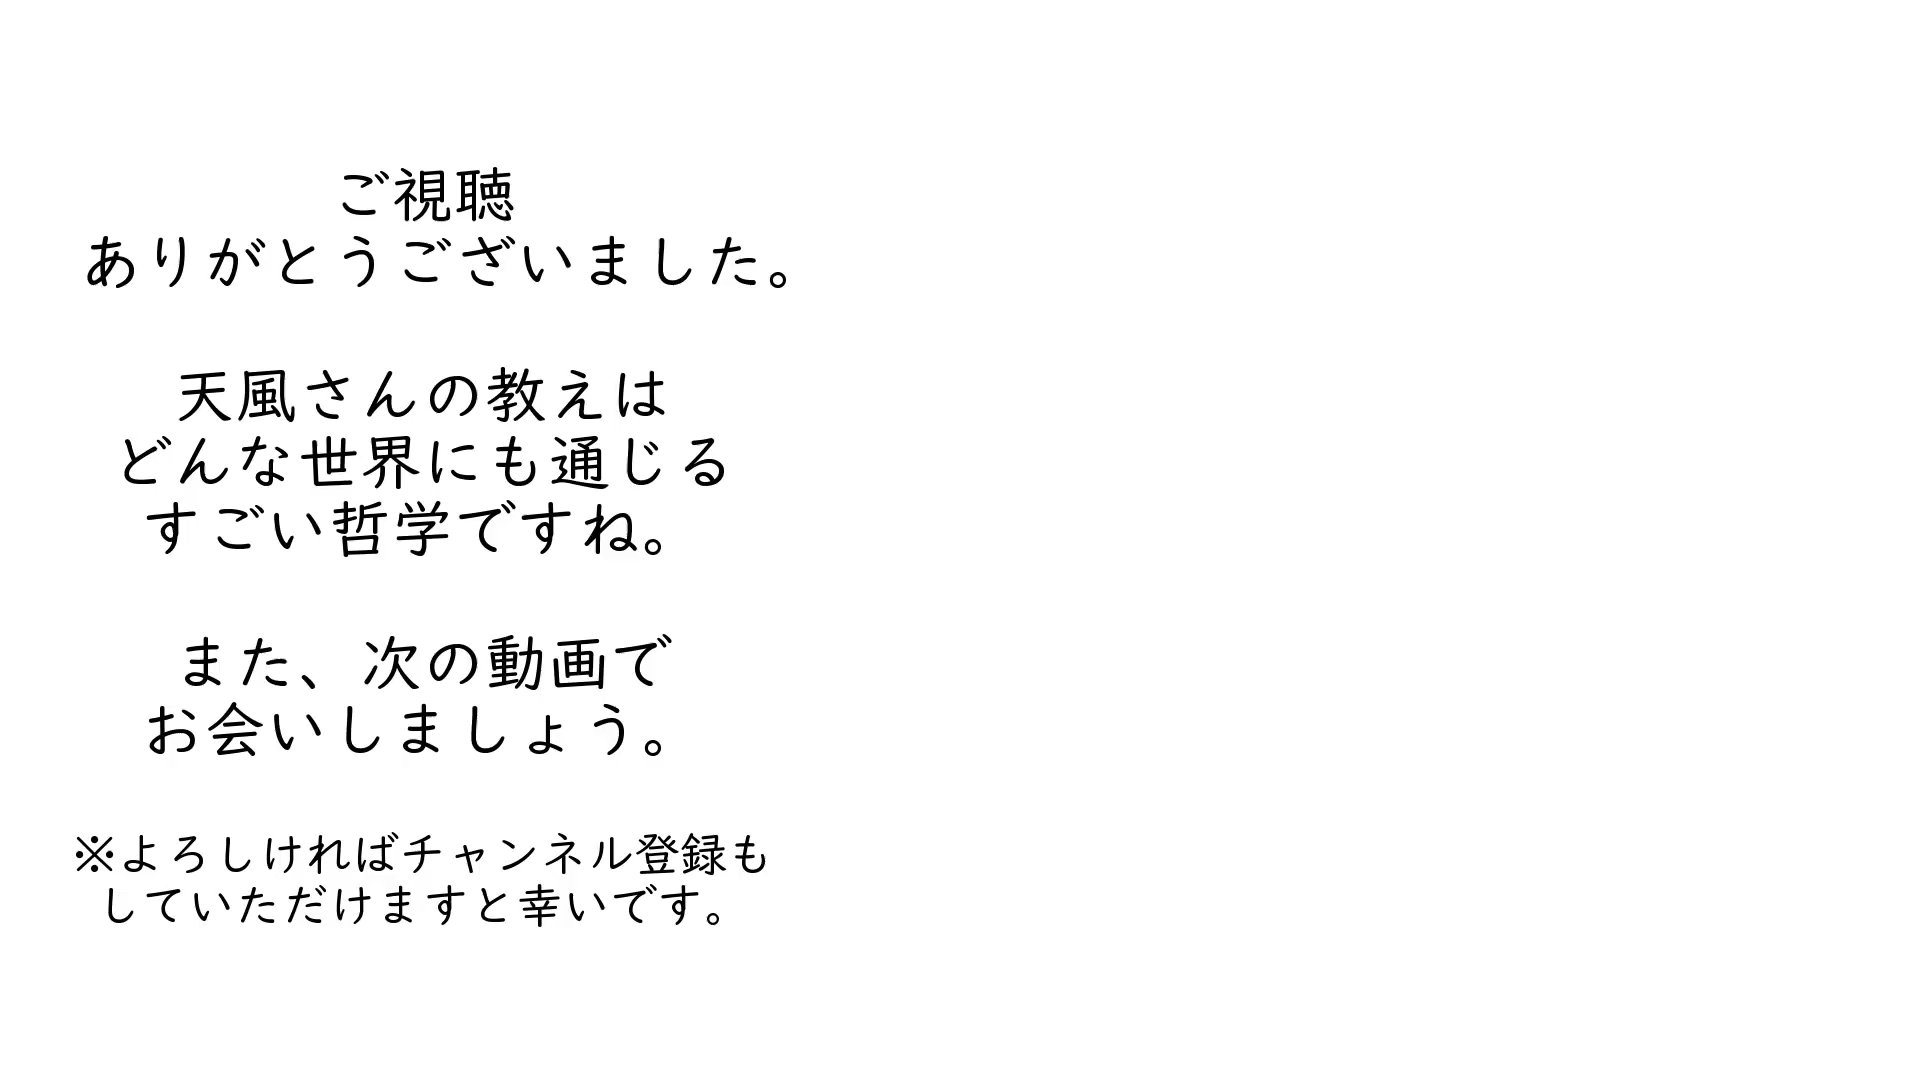 ご視聴
ありがとうございました。
天風さんの教えは
どんな世界にも通じる
すごい哲学ですね。
また、次の動画で
お会いしましょう。
※よろしければチャンネル登録も
していただけますと幸いです。